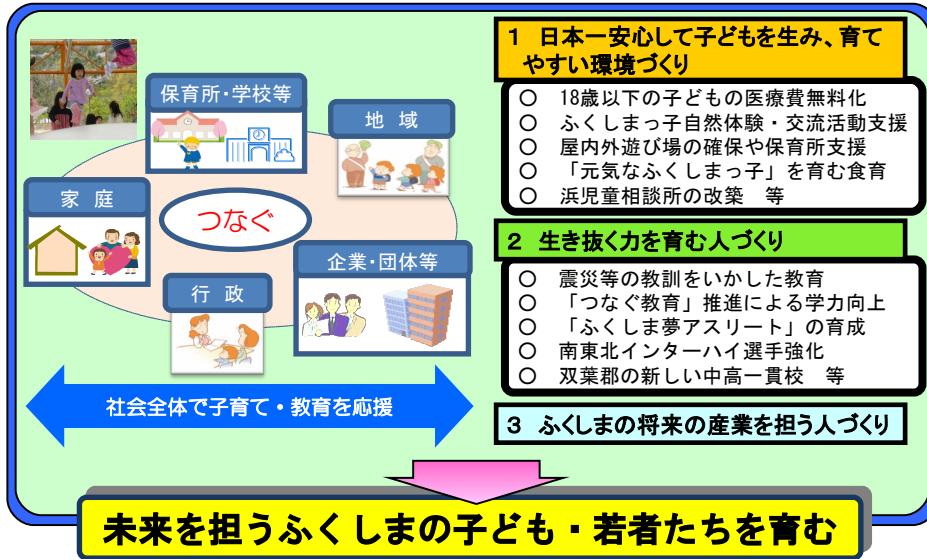 保育所・学校等
地 域
家 庭
つなぐ
企業・団体等
行 政
社会全体で子育て・教育を応援
1 日本一安心して子どもを生み、育て
やすい環境づくり
○ 18歳以下の子どもの医療費無料化
○ ふくしまっ子自然体験・交流活動支援
○ 屋内外遊び場の確保や保育所支援
○ 「元気なふくしまっ子」を育む食育
○ 浜児童相談所の改築 等
2 生き抜く力を育む人づくり
○ 震災等の教訓をいかした教育
○ 「つなぐ教育」推進による学力向上
○ 「ふくしま夢アスリート」の育成
○ 南東北インターハイ選手強化
○ 双葉郡の新しい中高一貫校 等
3 ふくしまの将来の産業を担う人づくり
未来を担うふくしまの子ども・若者たちを育む